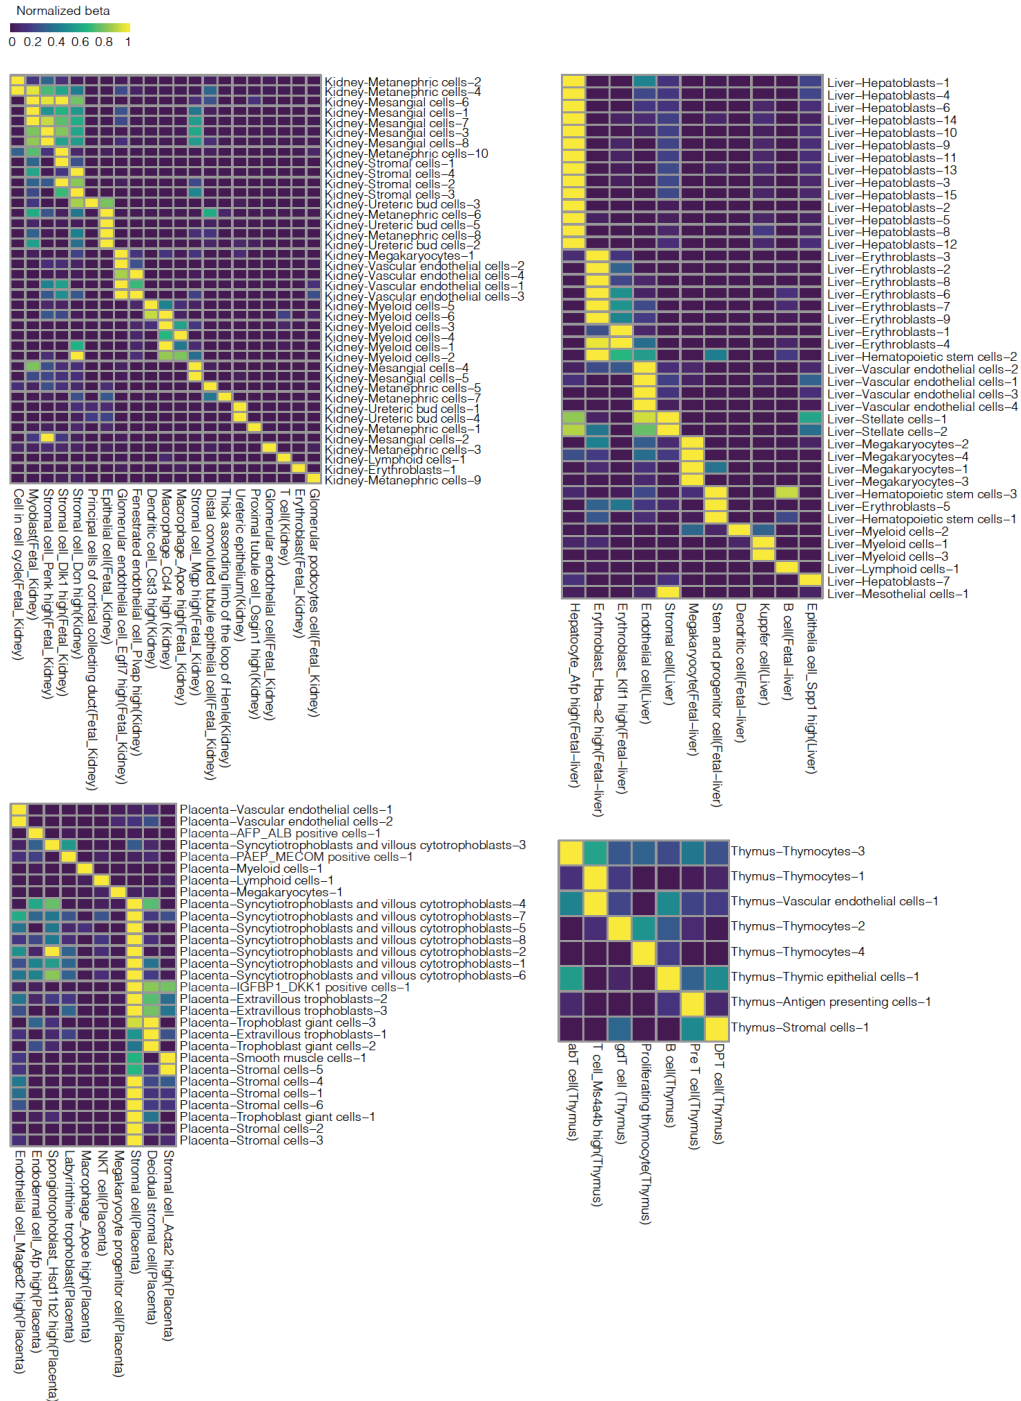 Normalized beta
0 0.2 0.4 0.6 0.8 1
Kidney-Metanephric cells-2
Kidney-Metanephric cells-4
Kidney-Mesangial cells-6
Kidney-Mesangial cells-1
Kidney-Mesangial cells-7
Kidney-Mesangial cells-3
Kidney-Mesangial cells-8
Kidney-Metanephric cells-10
Kidney-Stromal cells-1
Kidney-Stromal cells-4
Kidney-Stromal cells-2
Kidney-Stromal cells-3
Kidney-Ureteric bud cells-3
Kidney-Metanephric cells-6
Kidney-Ureteric bud cells-5
Kidney-Metanephric cells-8
Kidney-Ureteric bud cells-2
Kidney-Megakaryocytes-1
Kidney-Vascular endothelial cells-2
Kidney-Vascular endothelial cells-4
Kidney-Vascular endothelial cells-1
Kidney-Vascular endothelial cells-3
Kidney-Myeloid cells-5
Kidney-Myeloid cells-6
Kidney-Myeloid cells-3
Kidney-Myeloid cells-4
Kidney-Myeloid cells-1
Kidney-Myeloid cells-2
Kidney-Mesangial cells-4
Kidney-Mesangial cells-5
Kidney-Metanephric cells-5
Kidney-Metanephric cells-7
Kidney-Ureteric bud cells-1
Kidney-Ureteric bud cells-4
Kidney-Metanephric cells-1
Kidney-Mesangial cells-2
Kidney-Metanephric cells-3
Kidney-Lymphoid cells-1
Kidney-Erythroblasts-1
Kidney-Metanephric cells-9
Cell in cell cycle(Fetal_Kidney)
Myoblast(Fetal_Kidney)
Stromal cell_Penk high(Fetal_Kidney)
Stromal cell_Dlk1 high(Fetal_Kidney)
Stromal cell_Dcn high(Kidney)
Principal cells of cortical collecting duct(Fetal_Kidney)
Epithelial cell(Fetal_Kidney)
Glomerular endothelial cell_Egfl7 high(Fetal_Kidney)
Fenestrated endothelial cell_Plvap high(Kidney)
Dendritic cell_Cst3 high(Kidney)
Macrophage_Ccl4 high (Kidney)
Macrophage_Apoe high(Fetal_Kidney)
Stromal cell_Mgp high(Fetal_Kidney)
Distal convoluted tubule epithelial cell(Fetal_Kidney)
Thick ascending limb of the loop of Henle(Kidney)
Ureteric epithelium(Kidney)
Proximal tubule cell_Osgin1 high(Kidney)
Glomerular endothelial cell(Fetal_Kidney)
T cell(Kidney)
Erythroblast(Fetal_Kidney)
Glomerular podocytes cell(Fetal_Kidney)
Liver-Hepatoblasts-1
Liver-Hepatoblasts-4
Liver-Hepatoblasts-6
Liver-Hepatoblasts-14
Liver-Hepatoblasts-10
Liver-Hepatoblasts-9
Liver-Hepatoblasts-11
Liver-Hepatoblasts-13
Liver-Hepatoblasts-3
Liver-Hepatoblasts-15
Liver-Hepatoblasts-2
Liver-Hepatoblasts-5
Liver-Hepatoblasts-8
Liver-Hepatoblasts-12
Liver-Erythroblasts-3
Liver-Erythroblasts-2
Liver-Erythroblasts-8
Liver-Erythroblasts-6
Liver-Erythroblasts-7
Liver-Erythroblasts-9
Liver-Erythroblasts-1
Liver-Erythroblasts-4
Liver-Hematopoietic stem cells-2
Liver-Vascular endothelial cells-2
Liver-Vascular endothelial cells-1
Liver-Vascular endothelial cells-3
Liver-Vascular endothelial cells-4
Liver-Stellate cells-1
Liver-Stellate cells-2
Liver-Megakaryocytes-2
Liver-Megakaryocytes-4
Liver-Megakaryocytes-1
Liver-Megakaryocytes-3
Liver-Hematopoietic stem cells-3
Liver-Erythroblasts-5
Liver-Hematopoietic stem cells-1
Liver-Myeloid cells-2
Liver-Myeloid cells-1
Liver-Myeloid cells-3
Liver-Lymphoid cells-1
Liver-Hepatoblasts-7
Liver-Mesothelial cells-1
Hepatocyte_Afp high(Fetal-liver)
Erythroblast_Hba-a2 high(Fetal-liver)
Erythroblast_Klf1 high(Fetal-liver)
Endothelial cell(Liver)
Stromal cell(Liver)
Megakaryocyte(Fetal-liver)
Stem and progenitor cell(Fetal-liver)
Dendritic cell(Fetal-liver)
Kupffer cell(Liver)
B cell(Fetal-liver)
Epithelia cell_Spp1 high(Liver)
Placenta-Vascular endothelial cells-1
Placenta-Vascular endothelial cells-2
Placenta-AFP_ALB positive cells-1
Placenta-Syncytiotrophoblasts and villous cytotrophoblasts-3
Placenta-PAEP_MECOM positive cells-1
Placenta-Myeloid cells-1
Placenta-Lymphoid cells-1
Placenta-Megakaryocytes-1
Placenta-Syncytiotrophoblasts and villous cytotrophoblasts-4
Placenta-Syncytiotrophoblasts and villous cytotrophoblasts-7
Placenta-Syncytiotrophoblasts and villous cytotrophoblasts-5
Placenta-Syncytiotrophoblasts and villous cytotrophoblasts-8
Placenta-Syncytiotrophoblasts and villous cytotrophoblasts-2
Placenta-Syncytiotrophoblasts and villous cytotrophoblasts-1
Placenta-Syncytiotrophoblasts and villous cytotrophoblasts-6
Placenta-IGFBP1_DKK1 positive cells-1
Placenta-Extravillous trophoblasts-2
Placenta-Extravillous trophoblasts-3
Placenta-Trophoblast giant cells-3
Placenta-Extravillous trophoblasts-1
Placenta-Trophoblast giant cells-2
Placenta-Smooth muscle cells-1
Placenta-Stromal cells-5
Placenta-Stromal cells-4
Placenta-Stromal cells-1
Placenta-Stromal cells-6
Placenta-Trophoblast giant cells-1
Placenta-Stromal cells-2
Placenta-Stromal cells-3
Endothelial cell_Maged2 high(Placenta)
Endodermal cell_Afp high(Placenta)
Spongiotrophoblast_Hsd11b2 high(Placenta)
Labyrinthine trophoblast(Placenta)
Macrophage_Apoe high(Placenta)
NKT cell(Placenta)
Megakaryocyte progenitor cell(Placenta)
Stromal cell(Placenta)
Decidual stromal cell(Placenta)
Stromal cell_Acta2 high(Placenta)
Thymus-Thymocytes-3
Thymus-Thymocytes-1
Thymus-Vascular endothelial cells-1
Thymus-Thymocytes-2
Thymus-Thymocytes-4
Thymus-Thymic epithelial cells-1
Thymus-Antigen presenting cells-1
Thymus-Stromal cells-1
abT cell(Thymus)
T cell_Ms4a4b high(Thymus)
gdT cell (Thymus)
Proliferating thymocyte(Thymus)
B cell(Thymus)
Pre T cell(Thymus)
DPT cell(Thymus)